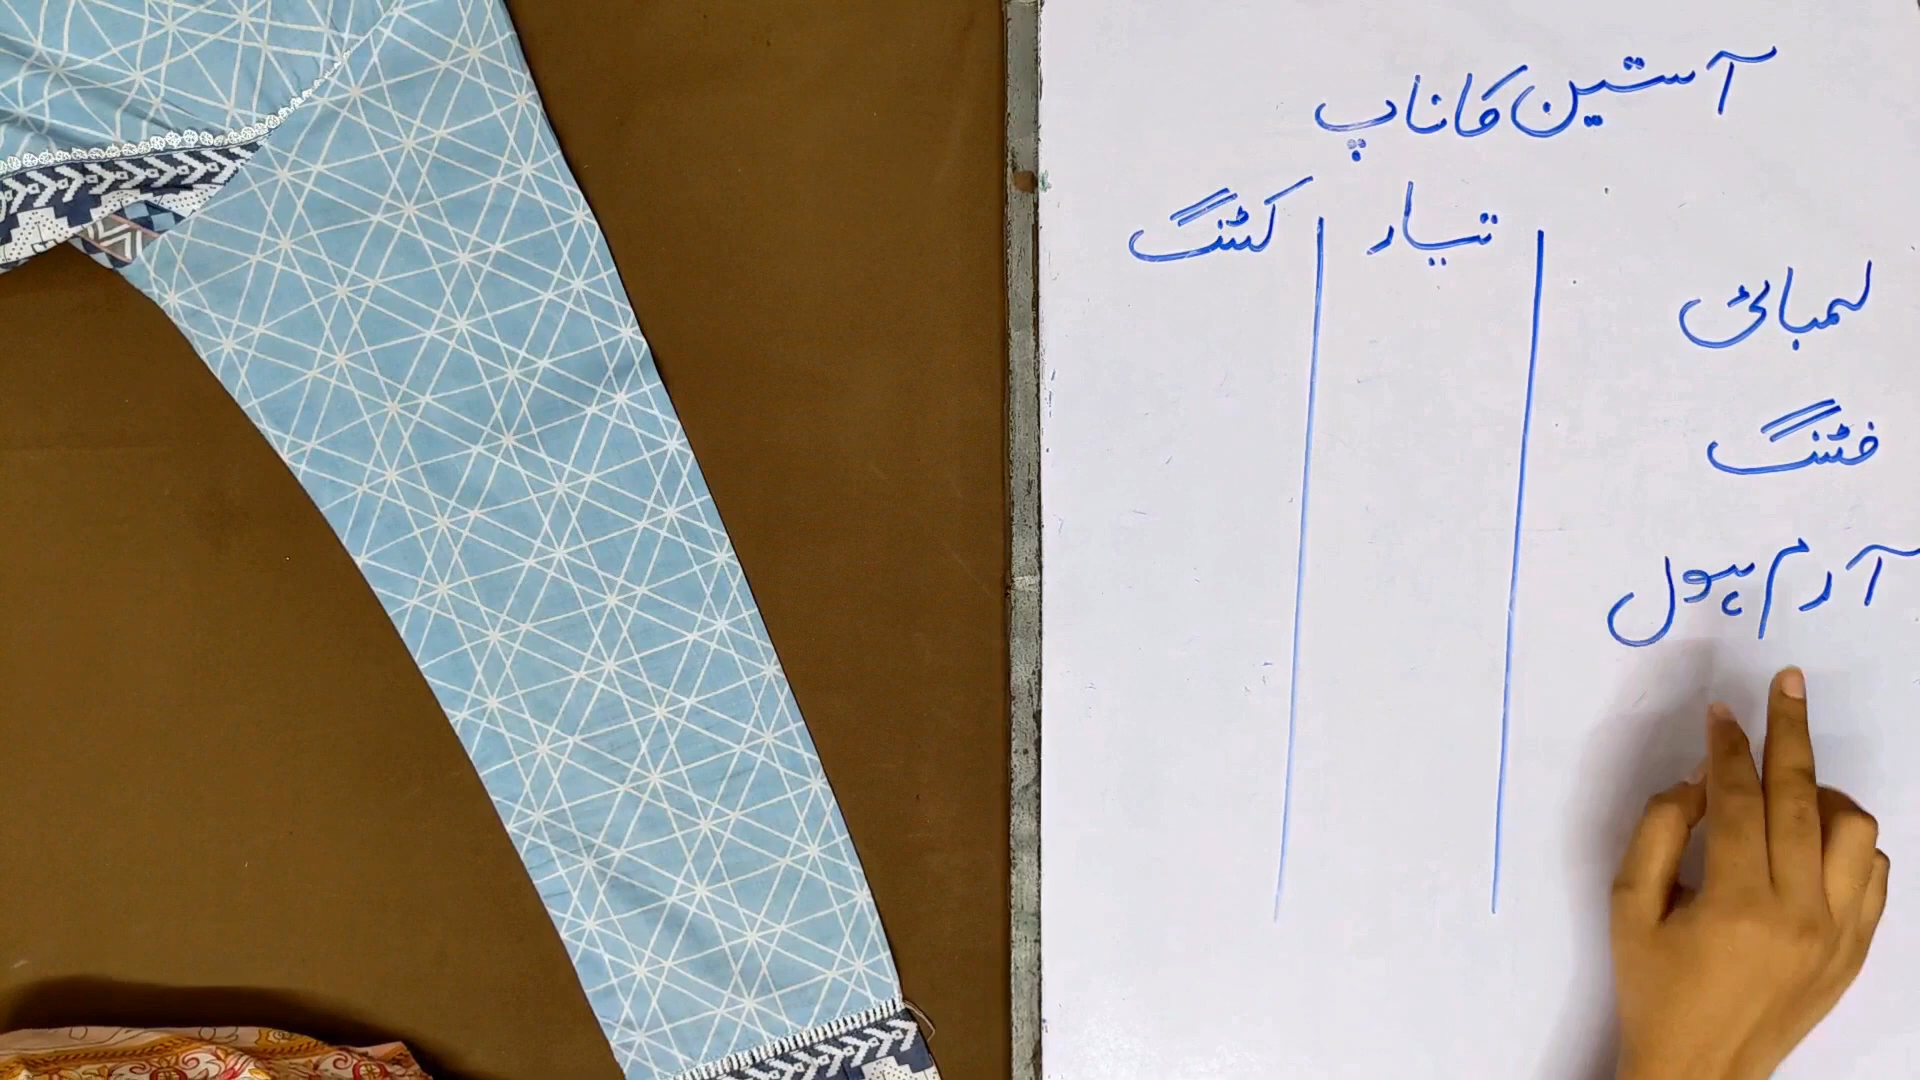 آستین کا ناپ
تیار کٹنگ
لمبائی
فٹنگ
آرم ہول